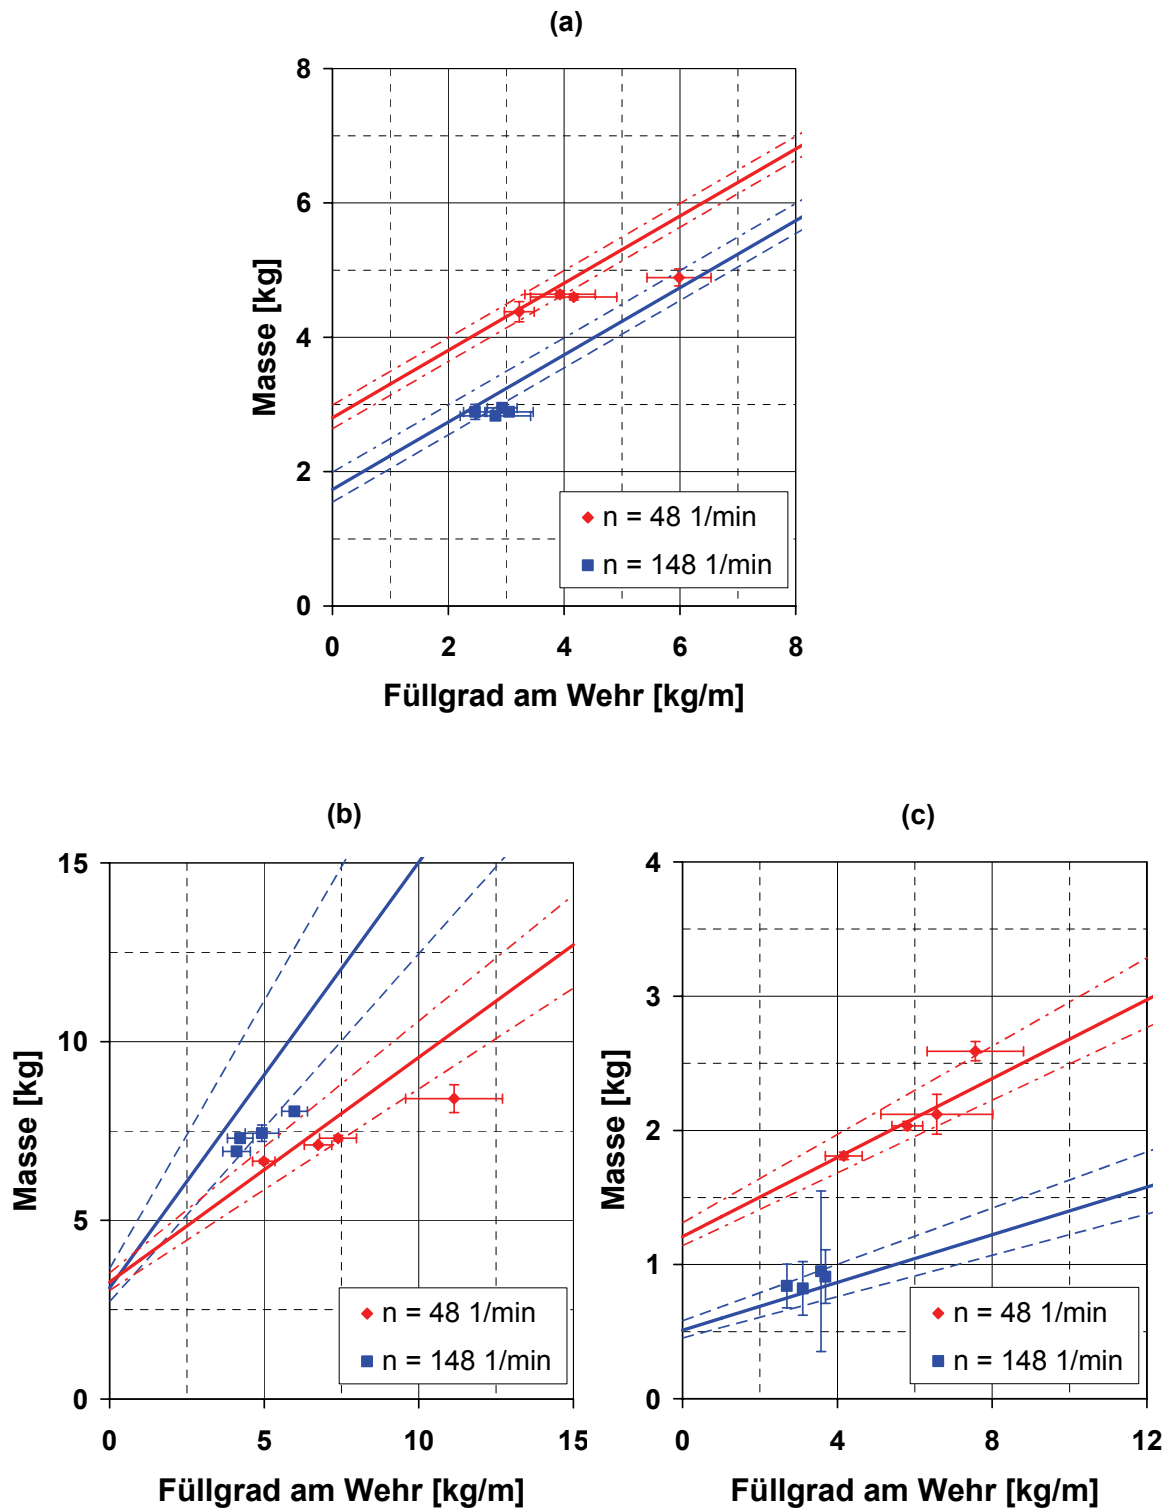 (a)
8
6
4
2
0
Masse [kg]
n = 48 1/min
n = 148 1/min
0 2 4 6 8
Füllgrad am Wehr [kg/m]
(b)
15
10
5
0
Masse [kg]
n = 48 1/min
n = 148 1/min
0 5 10 15
Füllgrad am Wehr [kg/m]
(c)
4
3
2
1
0
Masse [kg]
n = 48 1/min
n = 148 1/min
0 4 8 12
Füllgrad am Wehr [kg/m]